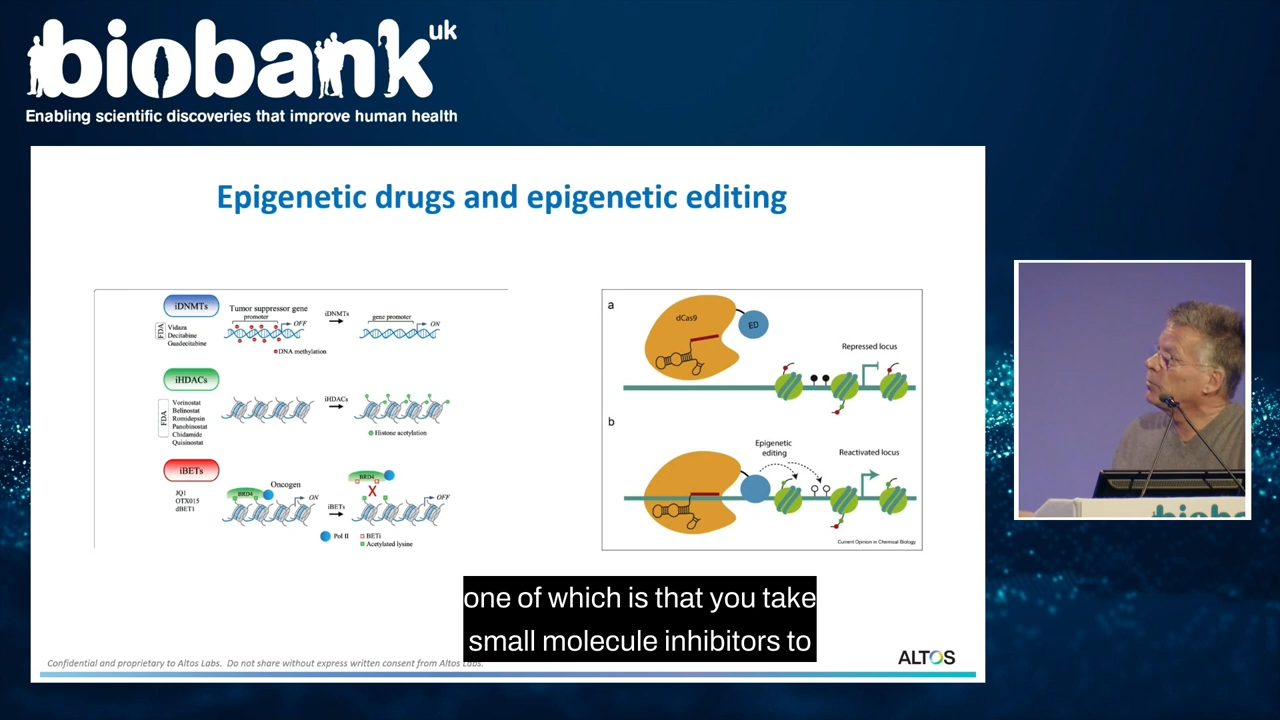 biobank uk
Enabling scientific discoveries that improve human health
Epigenetic drugs and epigenetic editing
iDNMTs
FDA
Vidaza
Decitabine
Guadecitabine
Tumor suppressor gene
promoter
OFF
iDNMTs
gene promoter
ON
DNA methylation
iHDACs
FDA
Vorinostat
Belinostat
Romidepsin
Panobinostat
Chidamide
Quisinostat
iHDACs
Histone acetylation
iBETs
JQ1
OTX015
dBET1
BRD4
Oncogen
ON
iBETs
BRD4
X
OFF
Pol II
BETi
Acetylated lysine
a
dCas9
ED
Repressed locus
b
Epigenetic
editing
Reactivated locus
Current Opinion in Chemical Biology
one of which is that you take
small molecule inhibitors to
Confidential and proprietary to Altos Labs. Do not share without express written consent from Altos Labs.
ALTOS
bioba